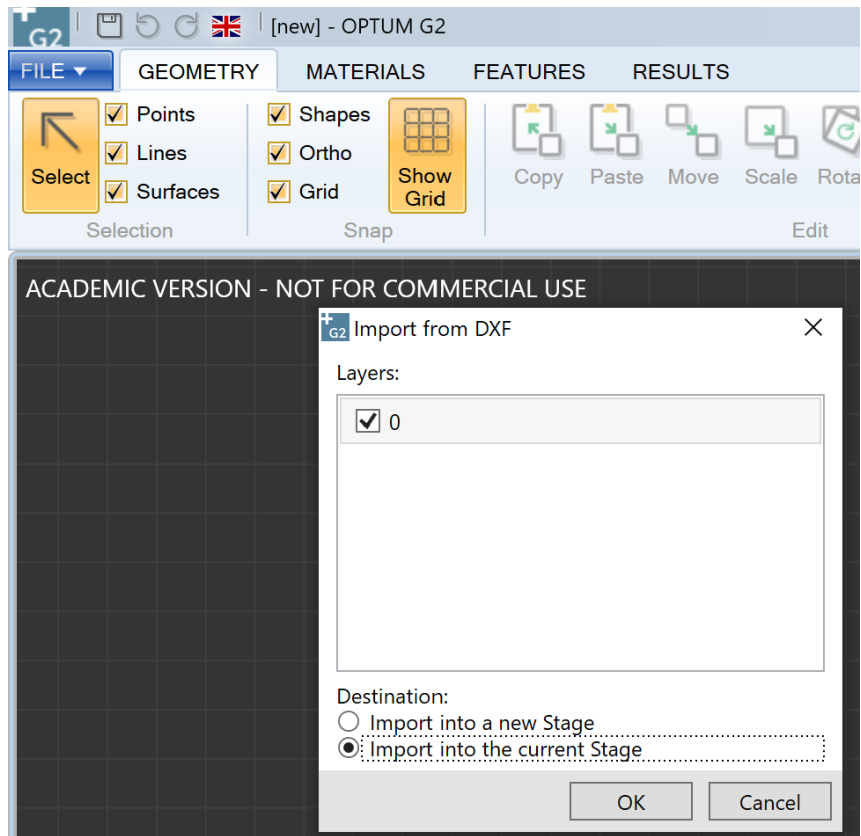 G2 [new] - OPTUM G2
FILE GEOMETRY MATERIALS FEATURES RESULTS
Select
Points
Lines
Surfaces
Selection
Shapes
Ortho
Grid
Show
Grid
Snap
Copy Paste Move Scale Rota
Edit
ACADEMIC VERSION - NOT FOR COMMERCIAL USE
G2 Import from DXF
Layers:
0
Destination:
Import into a new Stage
Import into the current Stage
OK Cancel